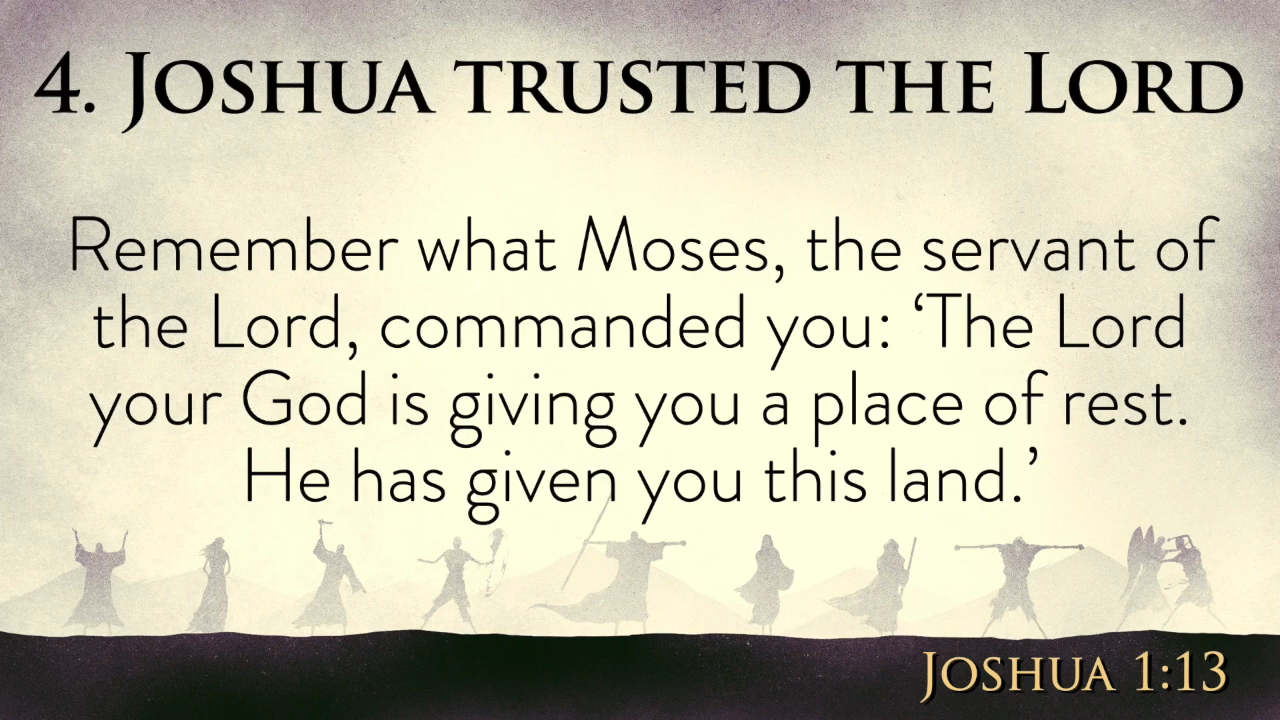 4. Joshua trusted the Lord
Remember what Moses, the servant of
the Lord, commanded you: ‘The Lord
your God is giving you a place of rest.
He has given you this land.’
Joshua 1:13